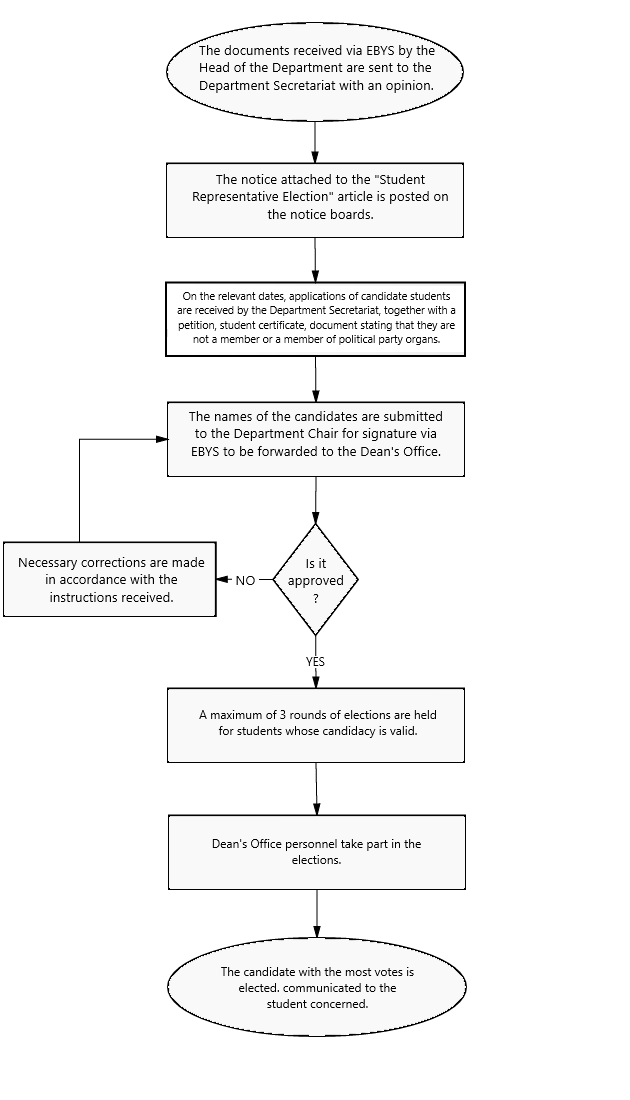 The documents received via EBYS by the
Head of the Department are sent to the
Department Secretariat with an opinion.
The notice attached to the "Student
Representative Election" article is posted on
the notice boards.
On the relevant dates, applications of candidate students
are received by the Department Secretariat, together with a
petition, student certificate, document stating that they are
not a member or a member of political party organs.
The names of the candidates are submitted
to the Department Chair for signature via
EBYS to be forwarded to the Dean's Office.
Is it
approved
?
NO
Necessary corrections are made
in accordance with the
instructions received.
YES
A maximum of 3 rounds of elections are held
for students whose candidacy is valid.
Dean's Office personnel take part in the
elections.
The candidate with the most votes is
elected. communicated to the
student concerned.